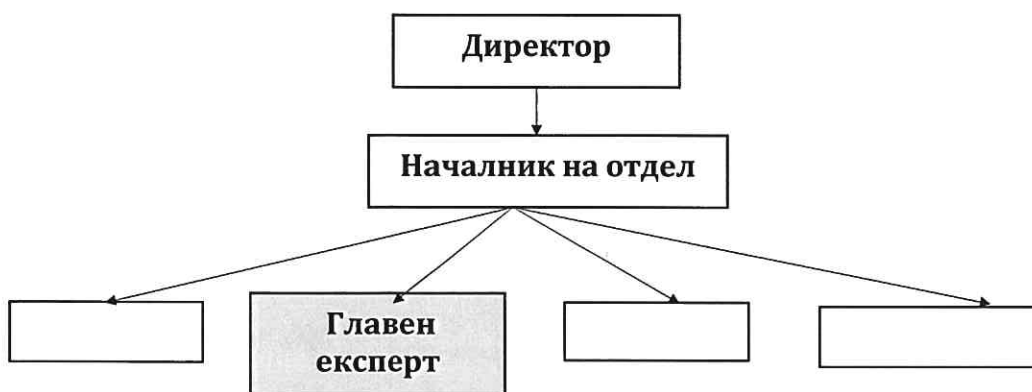 Директор
Началник на отдел
Главен
експерт